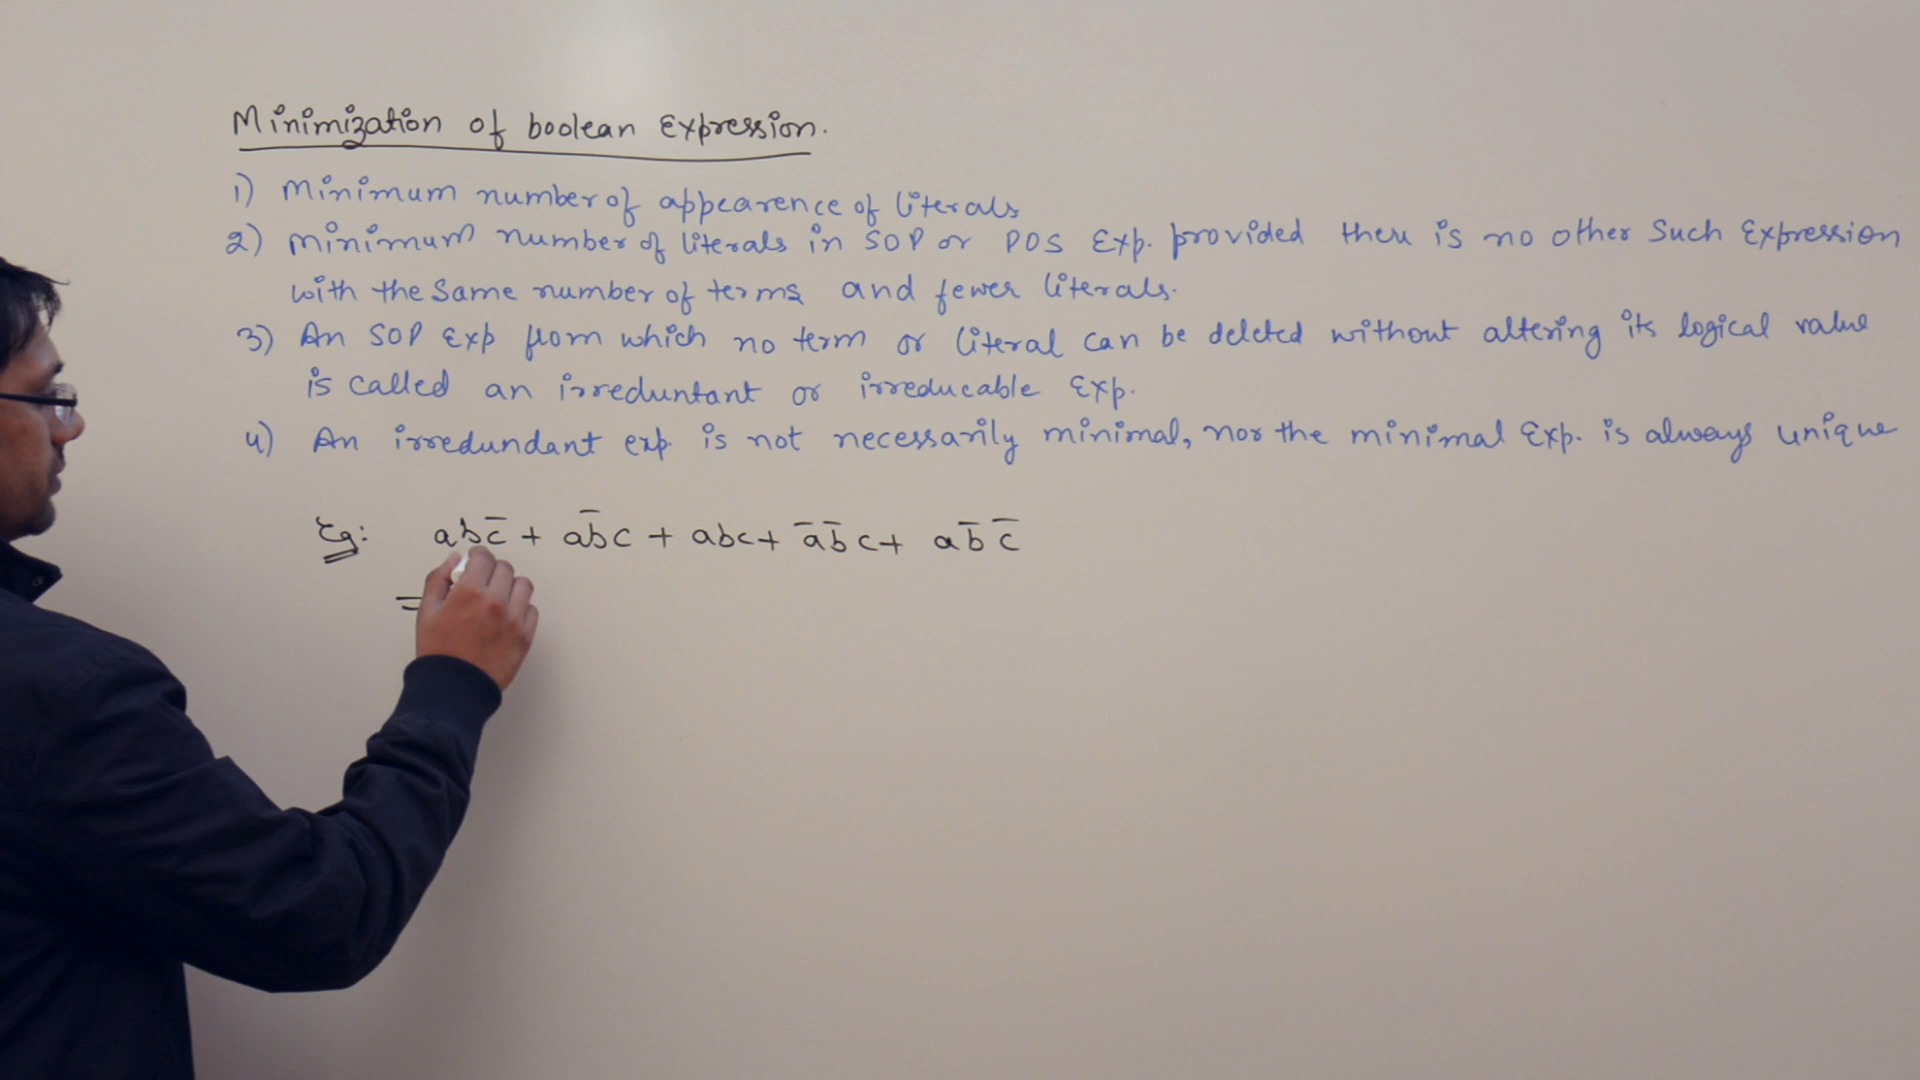 Minimization of boolean Expression.
1) Minimum number of appearence of literals
2) Minimum number of literals in SOP or POS Exp. provided there is no other Such Expression
with the Same number of terms and fewer literals.
3) An SOP Exp from which no term or literal can be deleted without altering its logical value
is called an irreduntant or irreducable Exp.
4) An irredundant exp. is not necessarily minimal, nor the minimal Exp. is always unique
Eg: abc̅ + ab̅c + abc + a̅b̅c + ab̅c̅
=